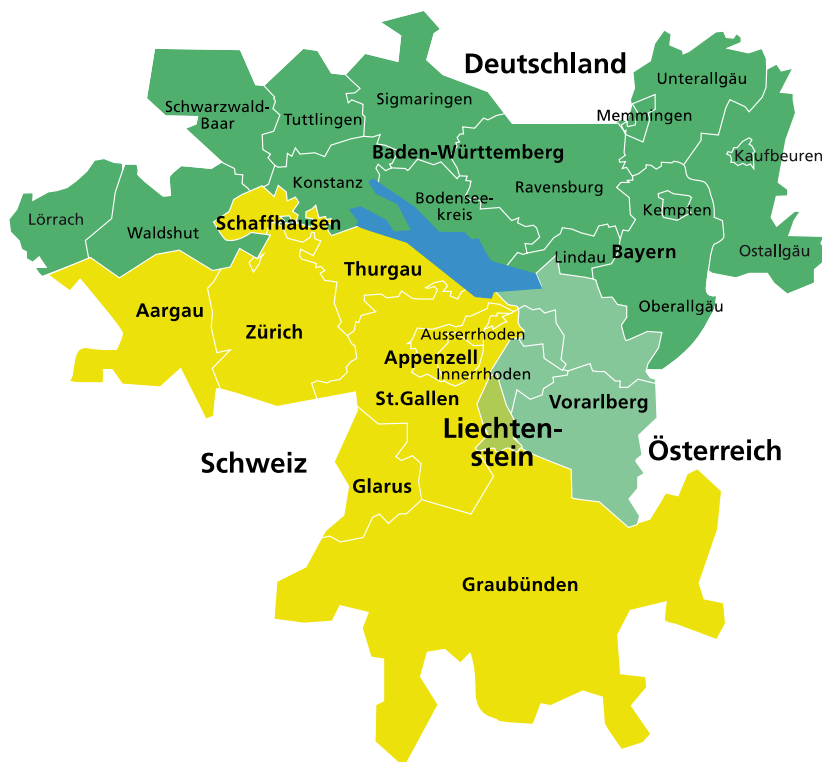 Deutschland
Unterallgäu
Sigmaringen
Schwarzwald-
Baar
Tuttlingen
Memmingen
Baden-Württemberg
Kaufbeuren
Konstanz
Ravensburg
Bodensee-
kreis
Kempten
Lörrach
Waldshut
Schaffhausen
Lindau
Bayern
Ostallgäu
Thurgau
Oberallgäu
Aargau
Zürich
Ausserrhoden
Appenzell
Innerrhoden
St.Gallen
Vorarlberg
Liechten-
stein
Österreich
Schweiz
Glarus
Graubünden